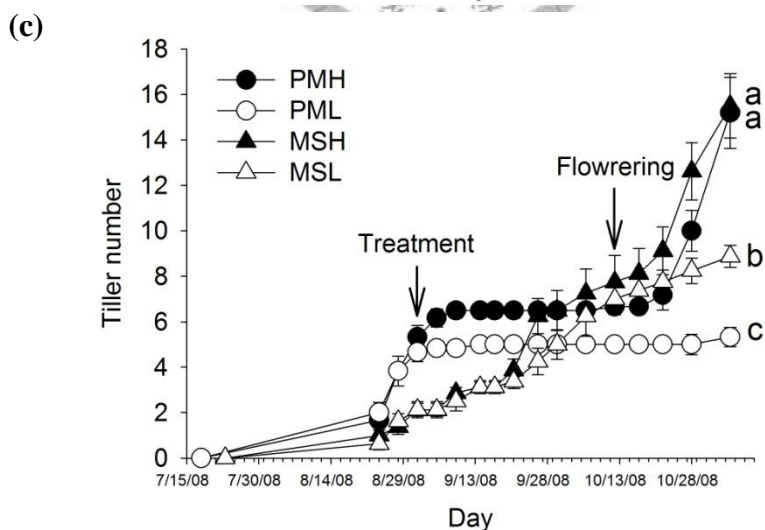 (c)
18
16
14
12
10
8
6
4
2
0
Tiller number
PMH
PML
MSH
MSL
Treatment
Flowrering
a
a
b
c
7/15/08 7/30/08 8/14/08 8/29/08 9/13/08 9/28/08 10/13/08 10/28/08
Day